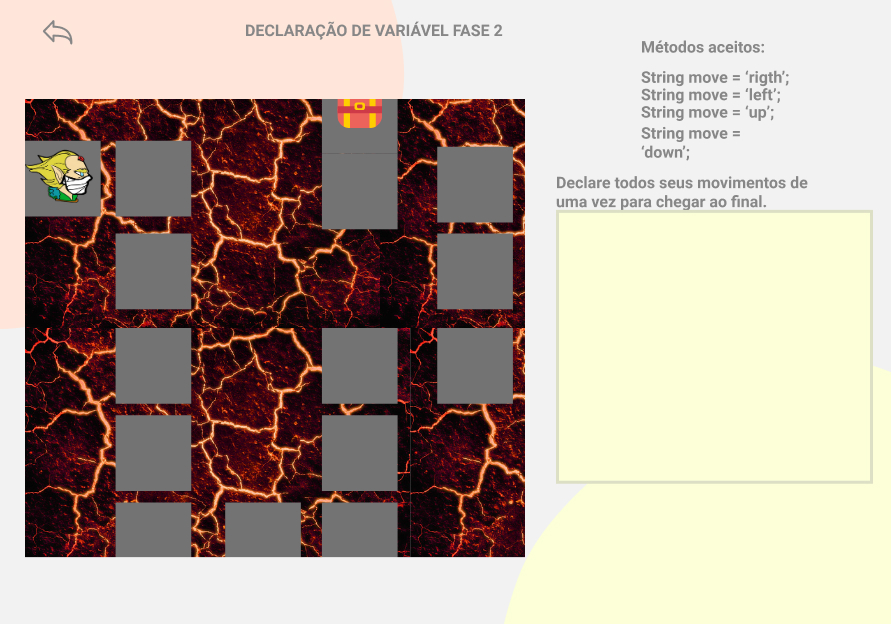 DECLARAÇÃO DE VARIÁVEL FASE 2
Métodos aceitos:
String move = ‘rigth’;
String move = ‘left’;
String move = ‘up’;
String move =
‘down’;
Declare todos seus movimentos de
uma vez para chegar ao final.